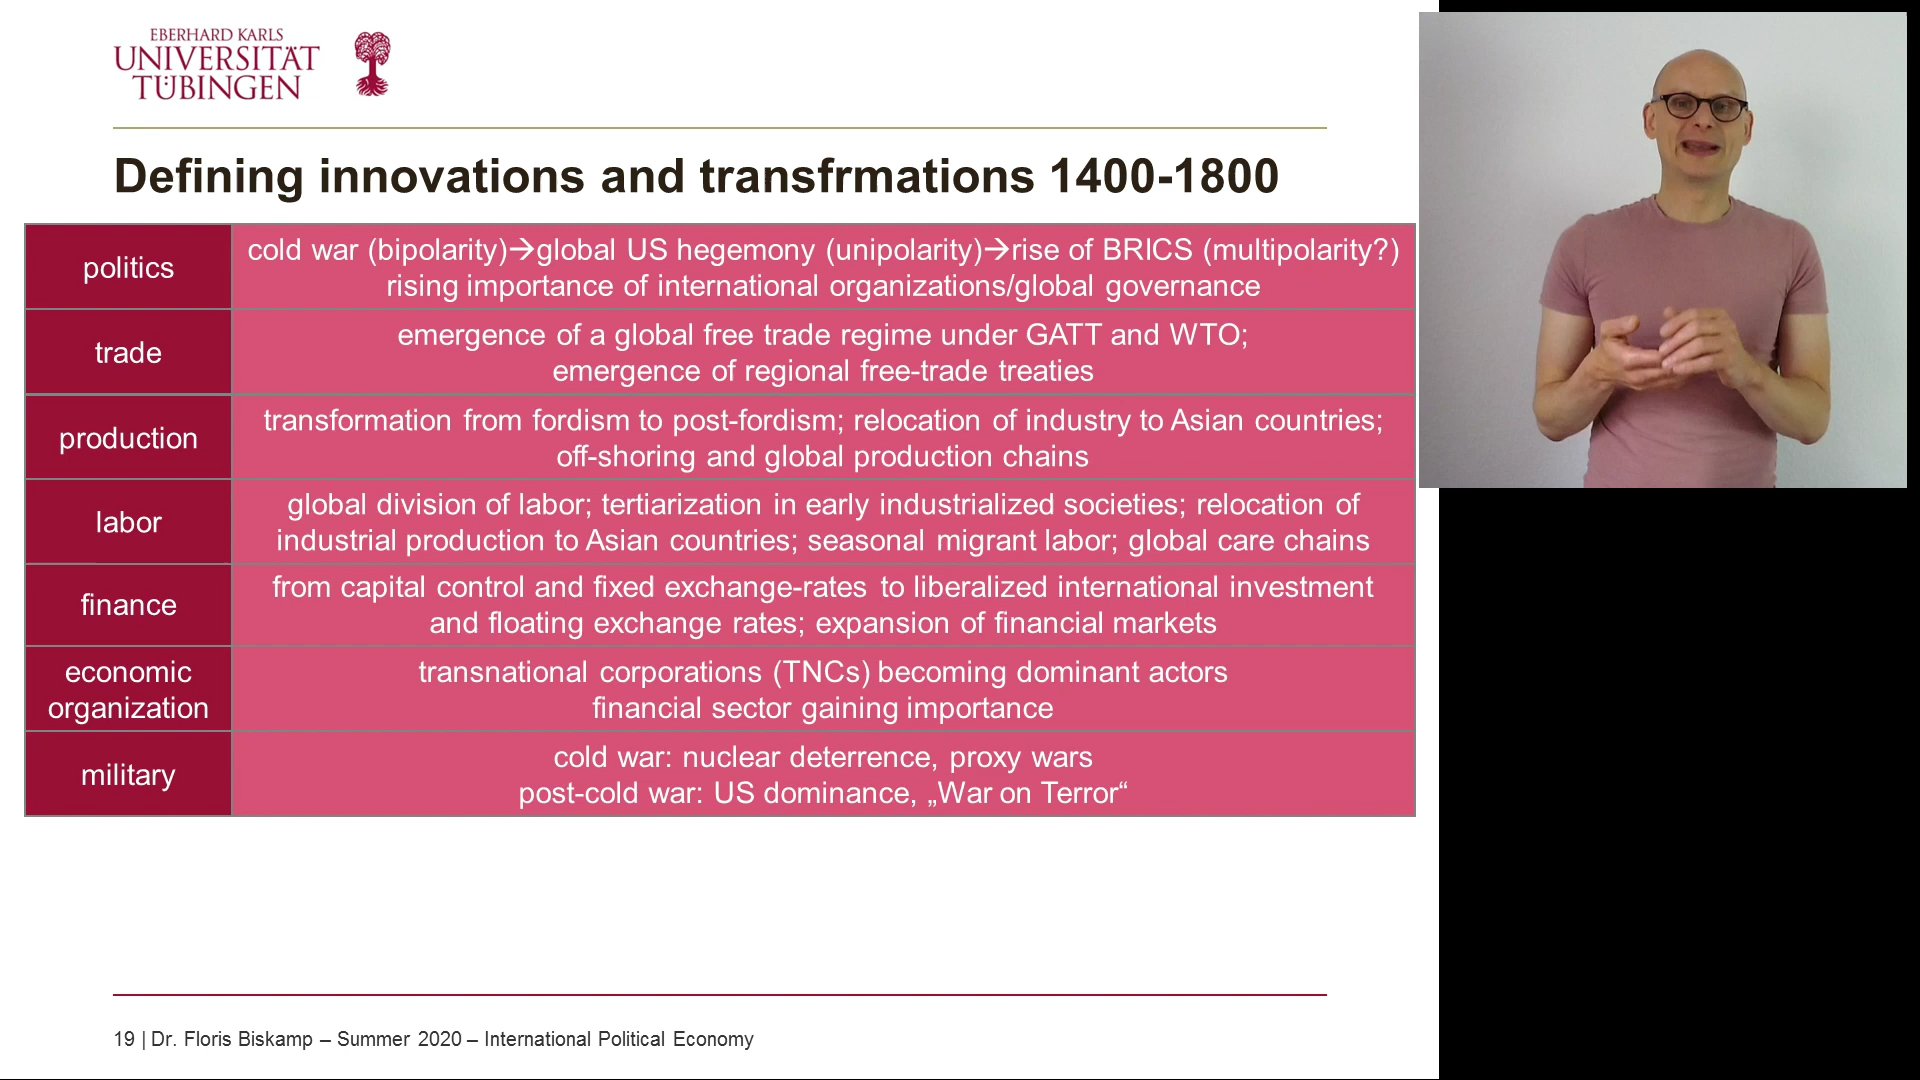 EBERHARD KARLS
UNIVERSITÄT
TÜBINGEN
Defining innovations and transfrmations 1400-1800
politics
cold war (bipolarity)→global US hegemony (unipolarity)→rise of BRICS (multipolarity?)
rising importance of international organizations/global governance
trade
emergence of a global free trade regime under GATT and WTO;
emergence of regional free-trade treaties
production
transformation from fordism to post-fordism; relocation of industry to Asian countries;
off-shoring and global production chains
labor
global division of labor; tertiarization in early industrialized societies; relocation of
industrial production to Asian countries; seasonal migrant labor; global care chains
finance
from capital control and fixed exchange-rates to liberalized international investment
and floating exchange rates; expansion of financial markets
economic
organization
transnational corporations (TNCs) becoming dominant actors
financial sector gaining importance
military
cold war: nuclear deterrence, proxy wars
post-cold war: US dominance, „War on Terror“
19 | Dr. Floris Biskamp – Summer 2020 – International Political Economy